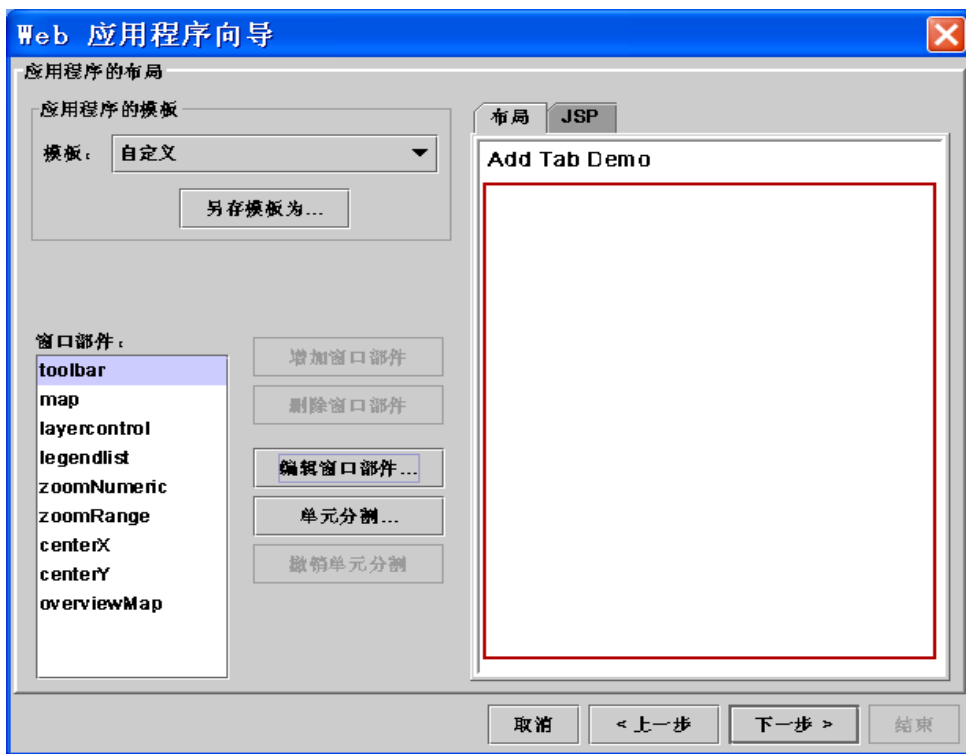 Web 应用程序向导
应用程序的布局
应用程序的模板
模板：
自定义
另存模板为...
窗口部件：
toolbar
map
layercontrol
legendlist
zoomNumeric
zoomRange
centerX
centerY
overviewMap
增加窗口部件
删除窗口部件
编辑窗口部件...
单元分割...
撤销单元分割
布局
JSP
Add Tab Demo
取消
< 上一步
下一步 >
结束